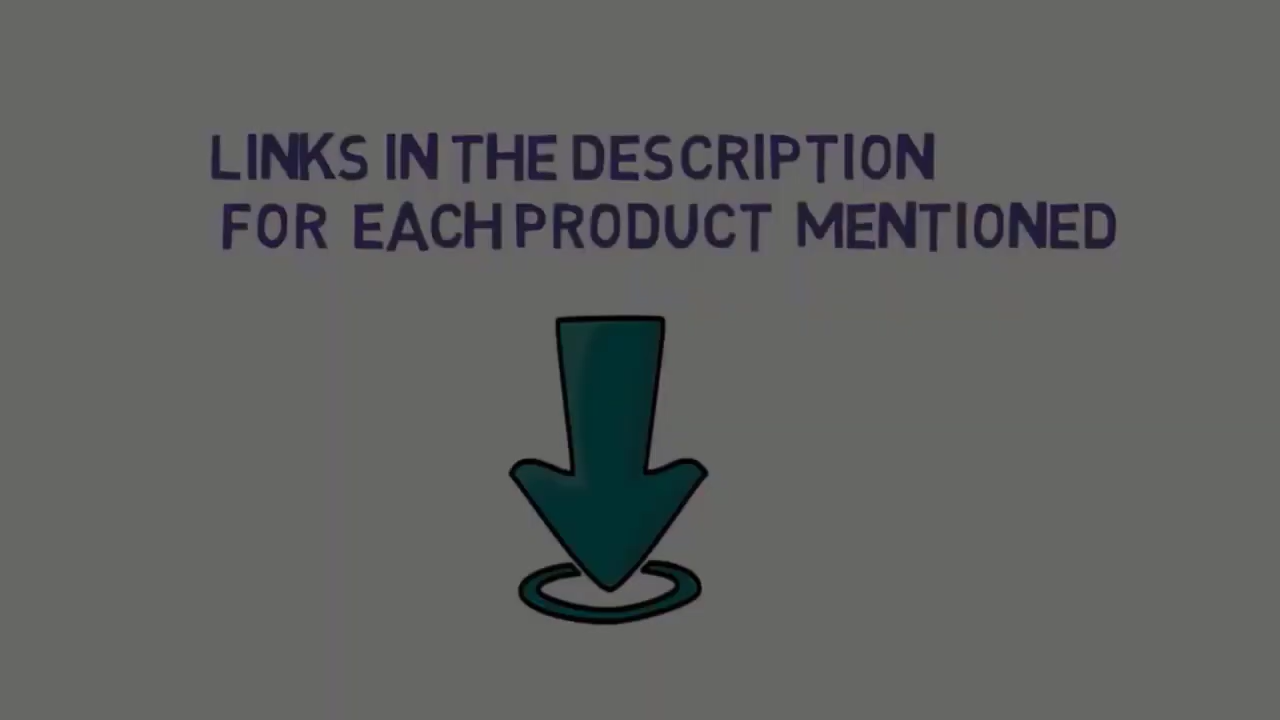 LINKS IN THE DESCRIPTION
FOR EACH PRODUCT MENTIONED